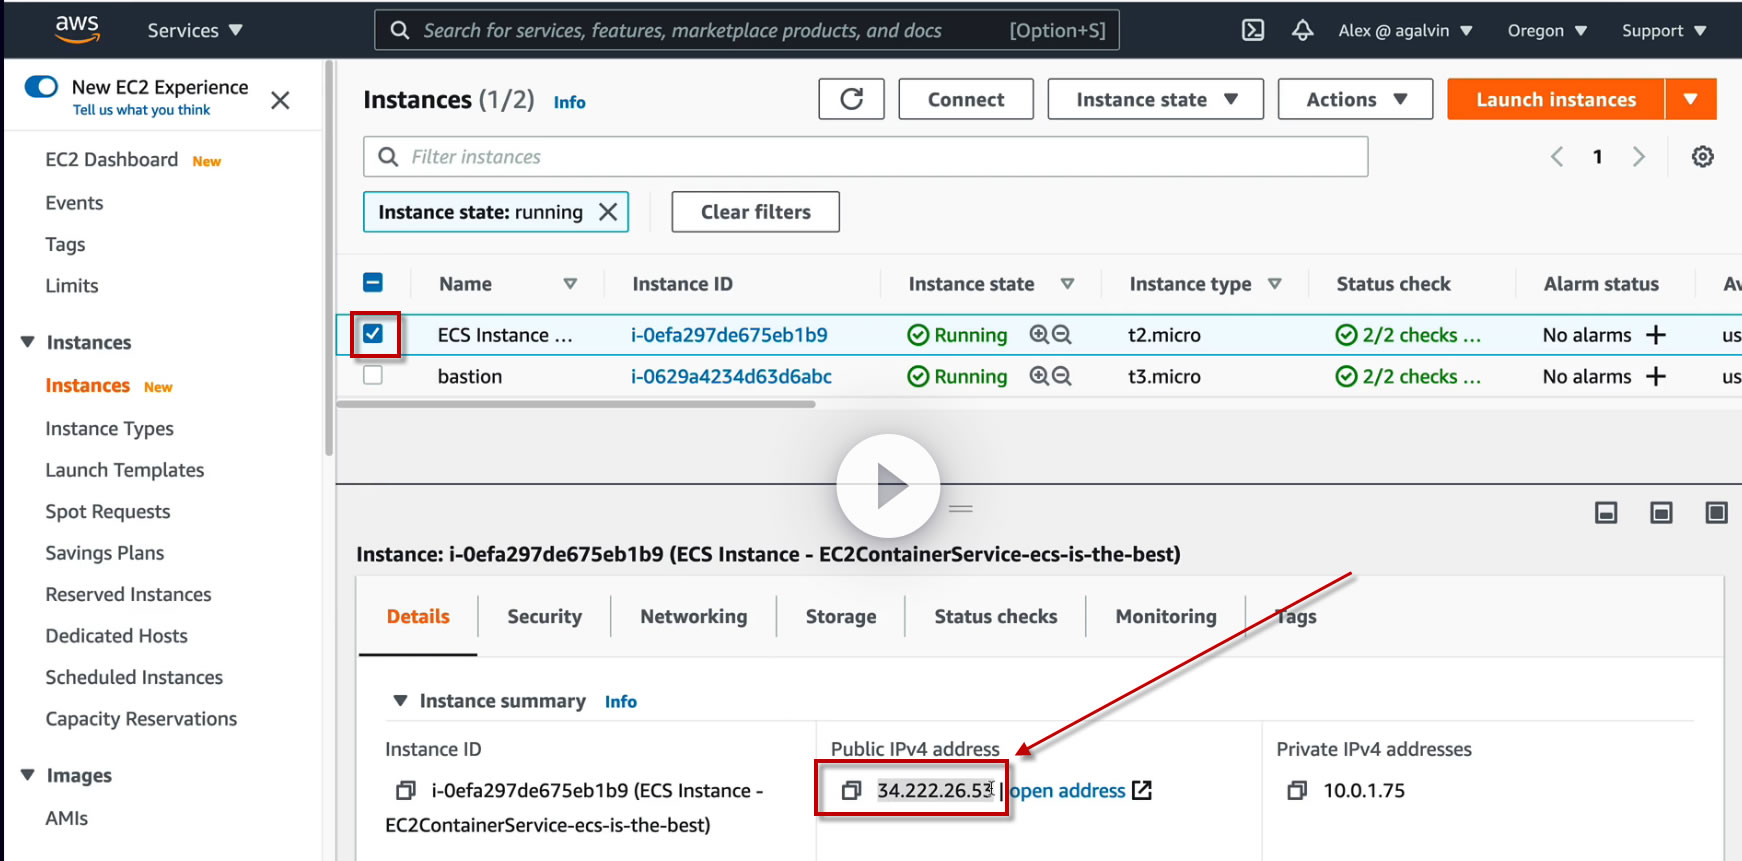 aws Services Search for services, features, marketplace products, and docs [Option+S] Alex @ agalvin Oregon Support
New EC2 Experience
Tell us what you think
EC2 Dashboard New
Events
Tags
Limits
Instances
Instances New
Instance Types
Launch Templates
Spot Requests
Savings Plans
Reserved Instances
Dedicated Hosts
Scheduled Instances
Capacity Reservations
Images
AMIs
Instances (1/2) Info Connect Instance state Actions Launch instances
Filter instances 1
Instance state: running Clear filters
Name Instance ID Instance state Instance type Status check Alarm status Av
ECS Instance ... i-0efa297de675eb1b9 Running t2.micro 2/2 checks ... No alarms + us
bastion i-0629a4234d63d6abc Running t3.micro 2/2 checks ... No alarms + us
Instance: i-0efa297de675eb1b9 (ECS Instance - EC2ContainerService-ecs-is-the-best)
Details Security Networking Storage Status checks Monitoring Tags
Instance summary Info
Instance ID Public IPv4 address Private IPv4 addresses
i-0efa297de675eb1b9 (ECS Instance - 34.222.26.53 | open address 10.0.1.75
EC2ContainerService-ecs-is-the-best)